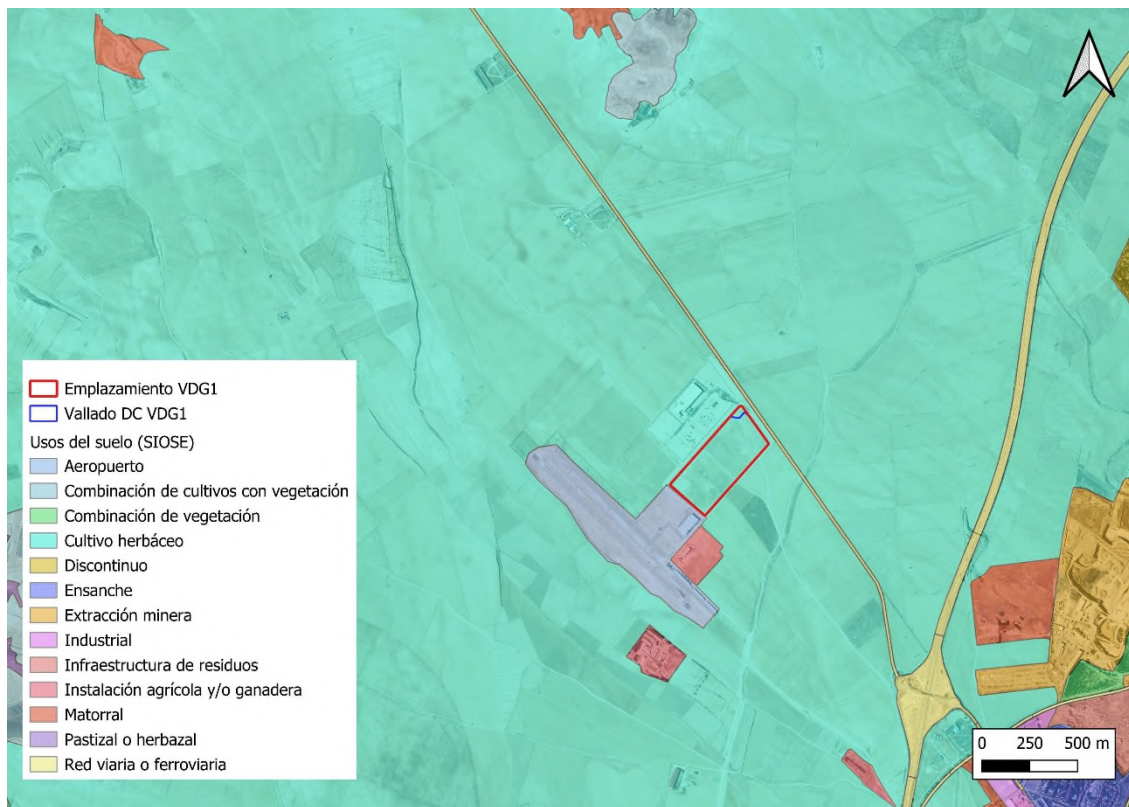 Emplazamiento VDG1
Vallado DC VDG1
Usos del suelo (SIOSE)
Aeropuerto
Combinación de cultivos con vegetación
Combinación de vegetación
Cultivo herbáceo
Discontinuo
Ensanche
Extracción minera
Industrial
Infraestructura de residuos
Instalación agrícola y/o ganadera
Matorral
Pastizal o herbazal
Red viaria o ferroviaria
0 250 500 m